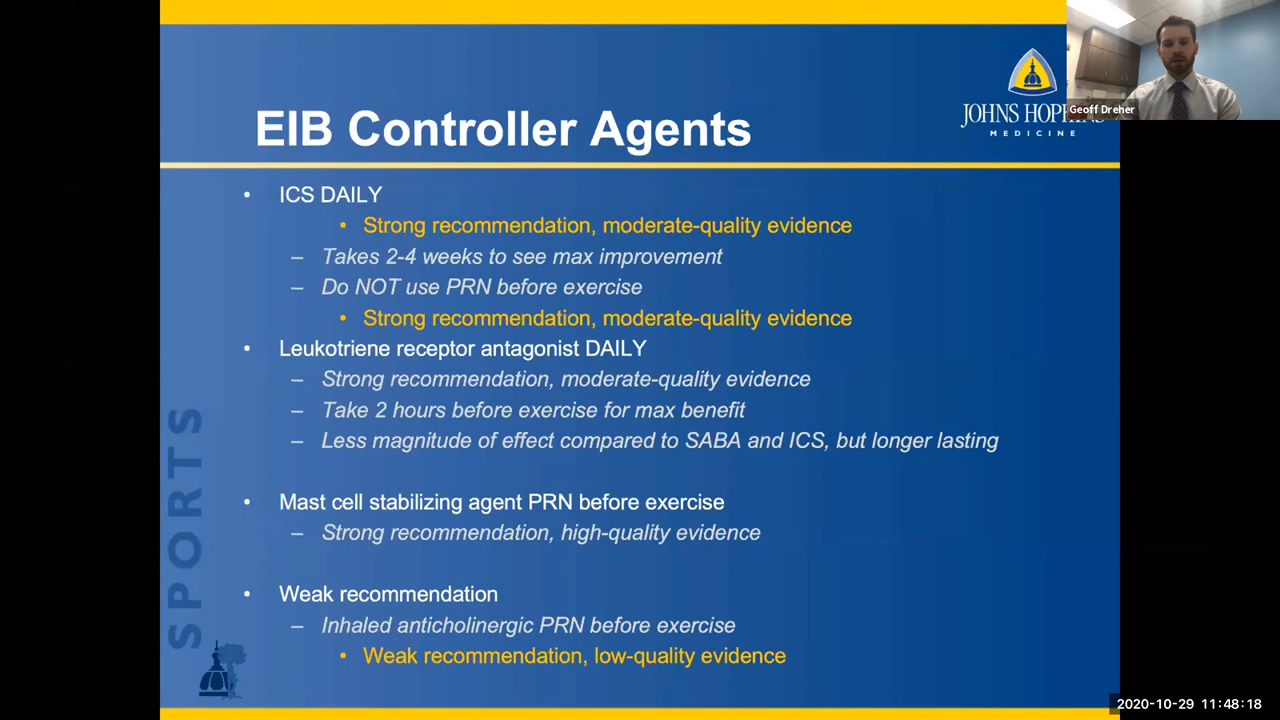 EIB Controller Agents
JOHNS HOPKINS
MEDICINE
Geoff Dreher
• ICS DAILY
• Strong recommendation, moderate-quality evidence
– Takes 2-4 weeks to see max improvement
– Do NOT use PRN before exercise
• Strong recommendation, moderate-quality evidence
• Leukotriene receptor antagonist DAILY
– Strong recommendation, moderate-quality evidence
– Take 2 hours before exercise for max benefit
– Less magnitude of effect compared to SABA and ICS, but longer lasting
• Mast cell stabilizing agent PRN before exercise
– Strong recommendation, high-quality evidence
• Weak recommendation
– Inhaled anticholinergic PRN before exercise
• Weak recommendation, low-quality evidence
SPORTS
2020-10-29 11:48:18